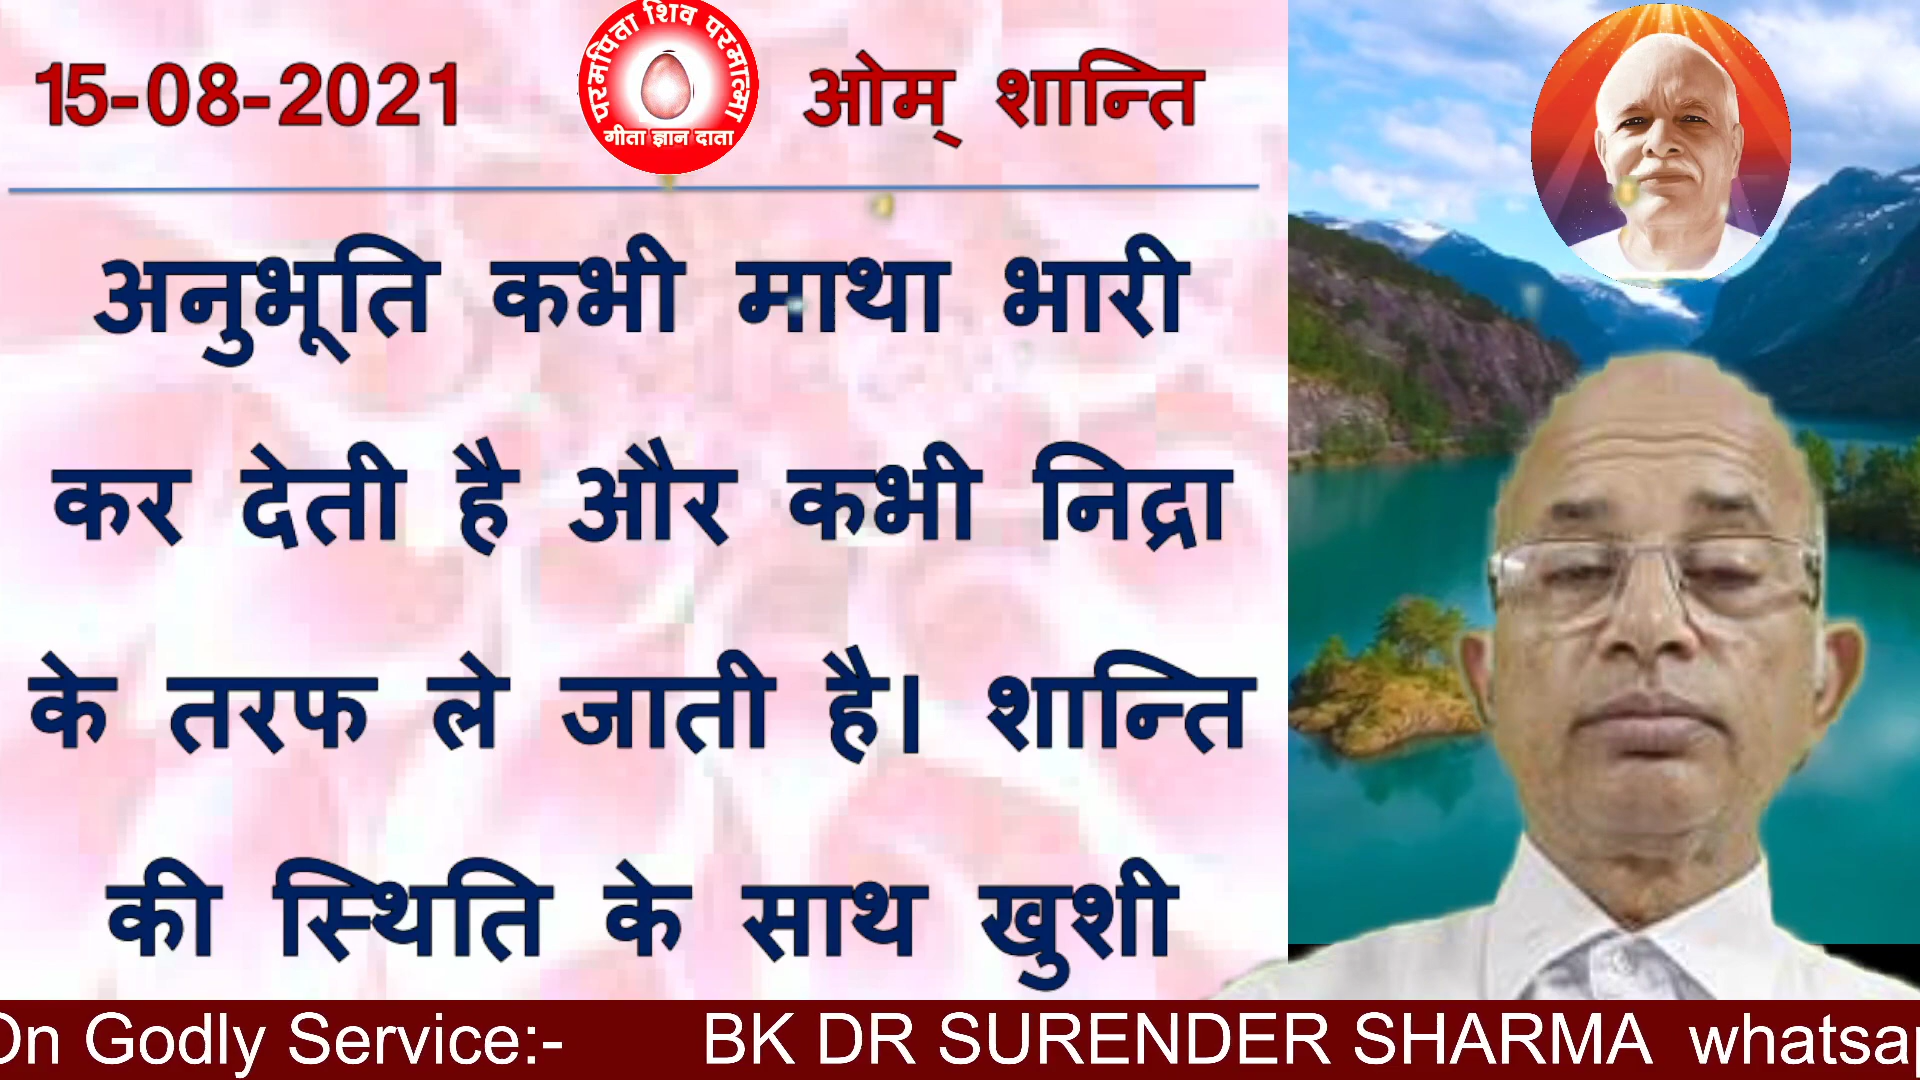 15-08-2021
परमपिता शिव परमात्मा
गीता ज्ञान दाता
ओम् शान्ति
अनुभूति कभी माथा भारी
कर देती है और कभी निद्रा
के तरफ ले जाती है। शान्ति
की स्थिति के साथ खुशी
On Godly Service:- BK DR SURENDER SHARMA whatsap